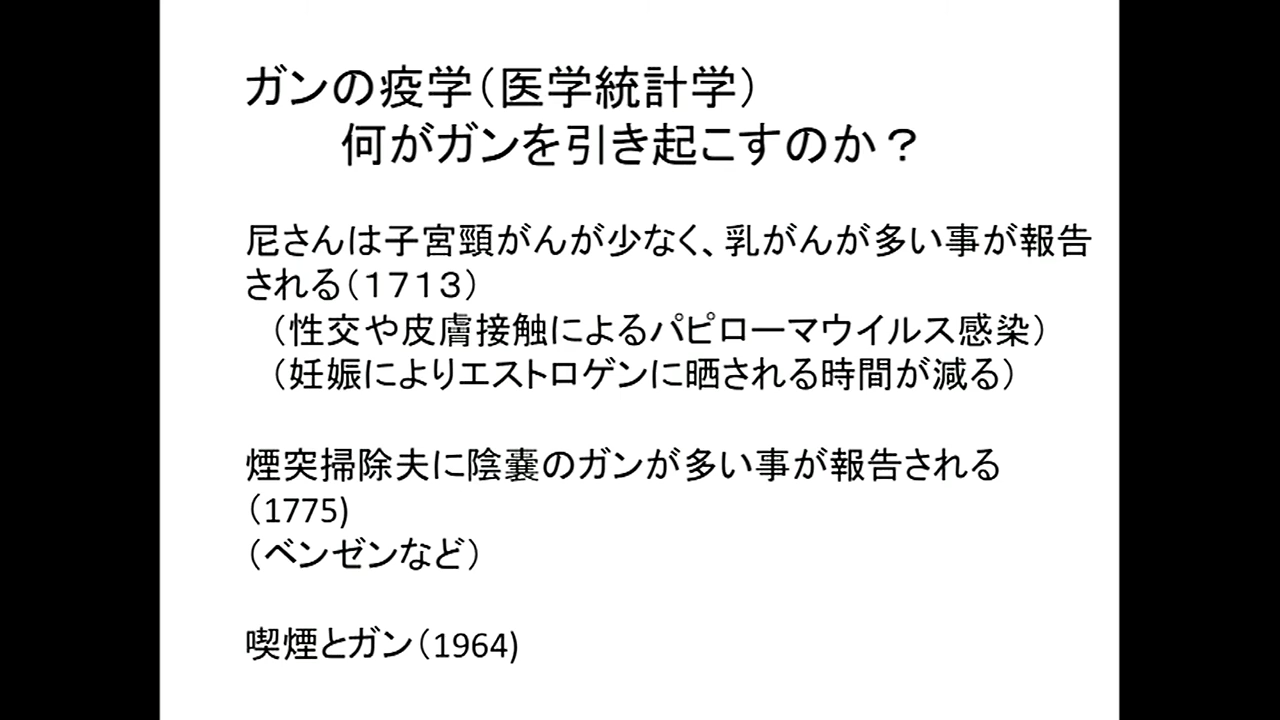 ガンの疫学（医学統計学）
何がガンを引き起こすのか？
尼さんは子宮頸がんが少なく、乳がんが多い事が報告
される（１７１３）
（性交や皮膚接触によるパピローマウイルス感染）
（妊娠によりエストロゲンに晒される時間が減る）
煙突掃除夫に陰嚢のガンが多い事が報告される
（1775)
（ベンゼンなど）
喫煙とガン（1964)